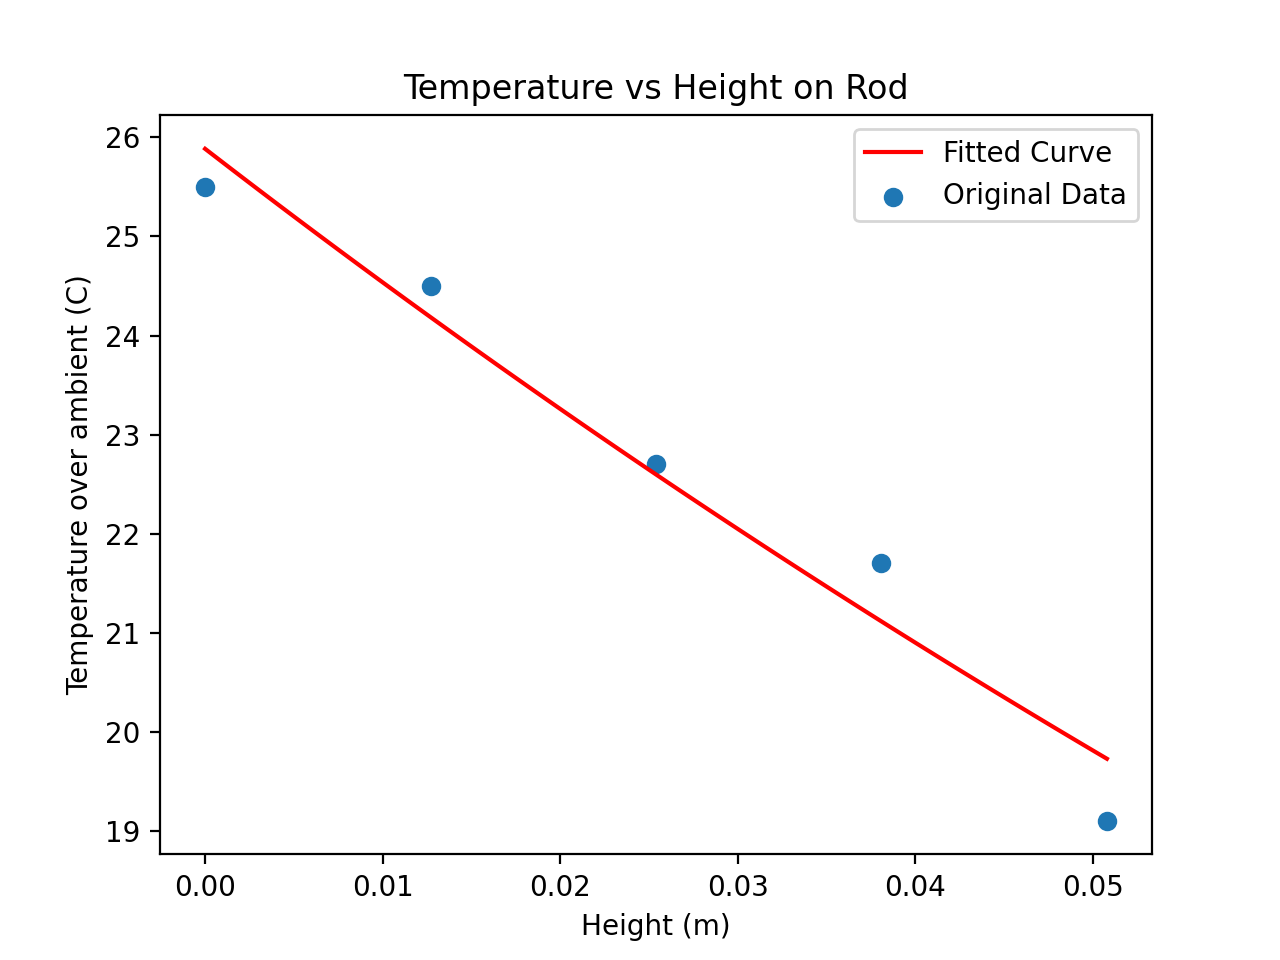 Temperature vs Height on Rod
Fitted Curve
Original Data
Temperature over ambient (C)
26
25
24
23
22
21
20
19
0.00 0.01 0.02 0.03 0.04 0.05
Height (m)